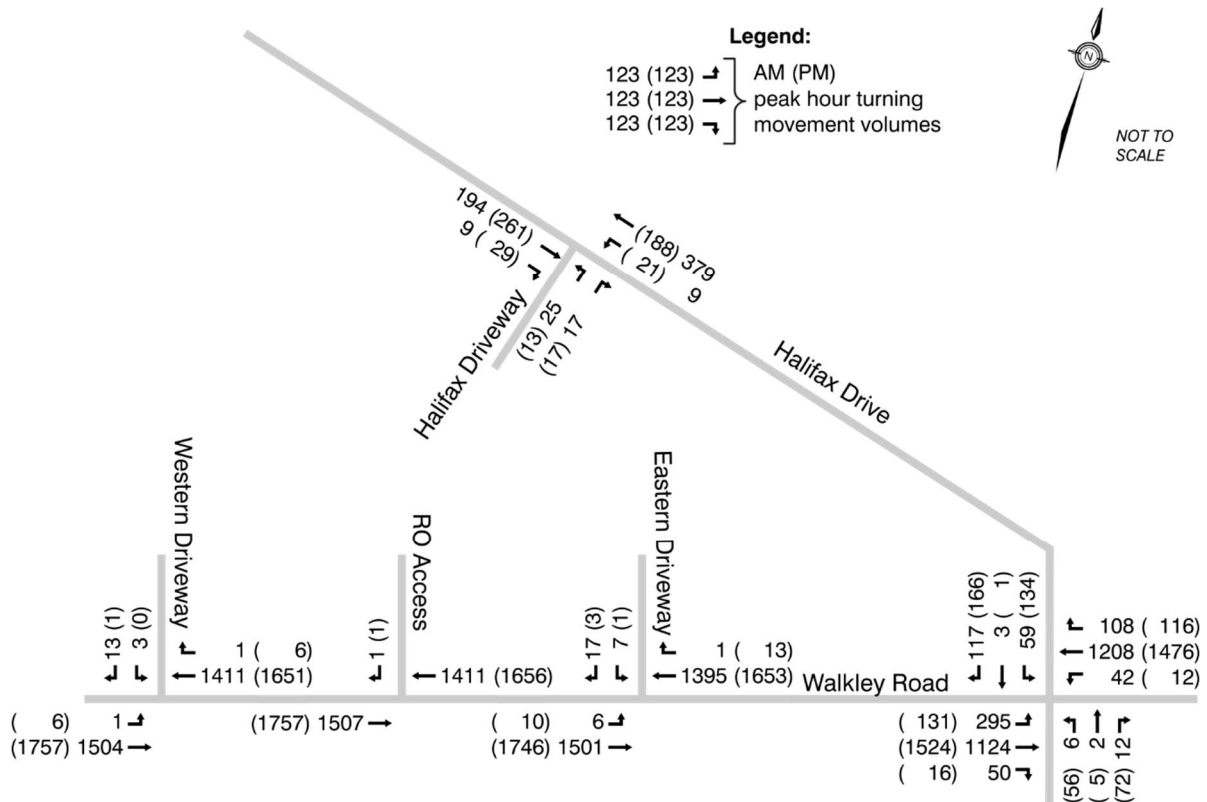 Legend:
123 (123)
123 (123)
123 (123)
AM (PM)
peak hour turning
movement volumes
N
NOT TO
SCALE
194 (261)
9 ( 29)
(188) 379
( 21) 9
(13) 25
(17) 17
Halifax Driveway
Halifax Drive
Western Driveway
13 (1)
3 (0)
1 ( 6)
1411 (1651)
( 6) 1
(1757) 1504
RO Access
1 (1)
1411 (1656)
(1757) 1507
Eastern Driveway
17 (3)
7 (1)
1 ( 13)
1395 (1653)
( 10) 6
(1746) 1501
Walkley Road
117 (166)
3 ( 1)
59 (134)
108 ( 116)
1208 (1476)
42 ( 12)
( 131) 295
(1524) 1124
( 16) 50
(56) 6
( 5) 2
(72) 12